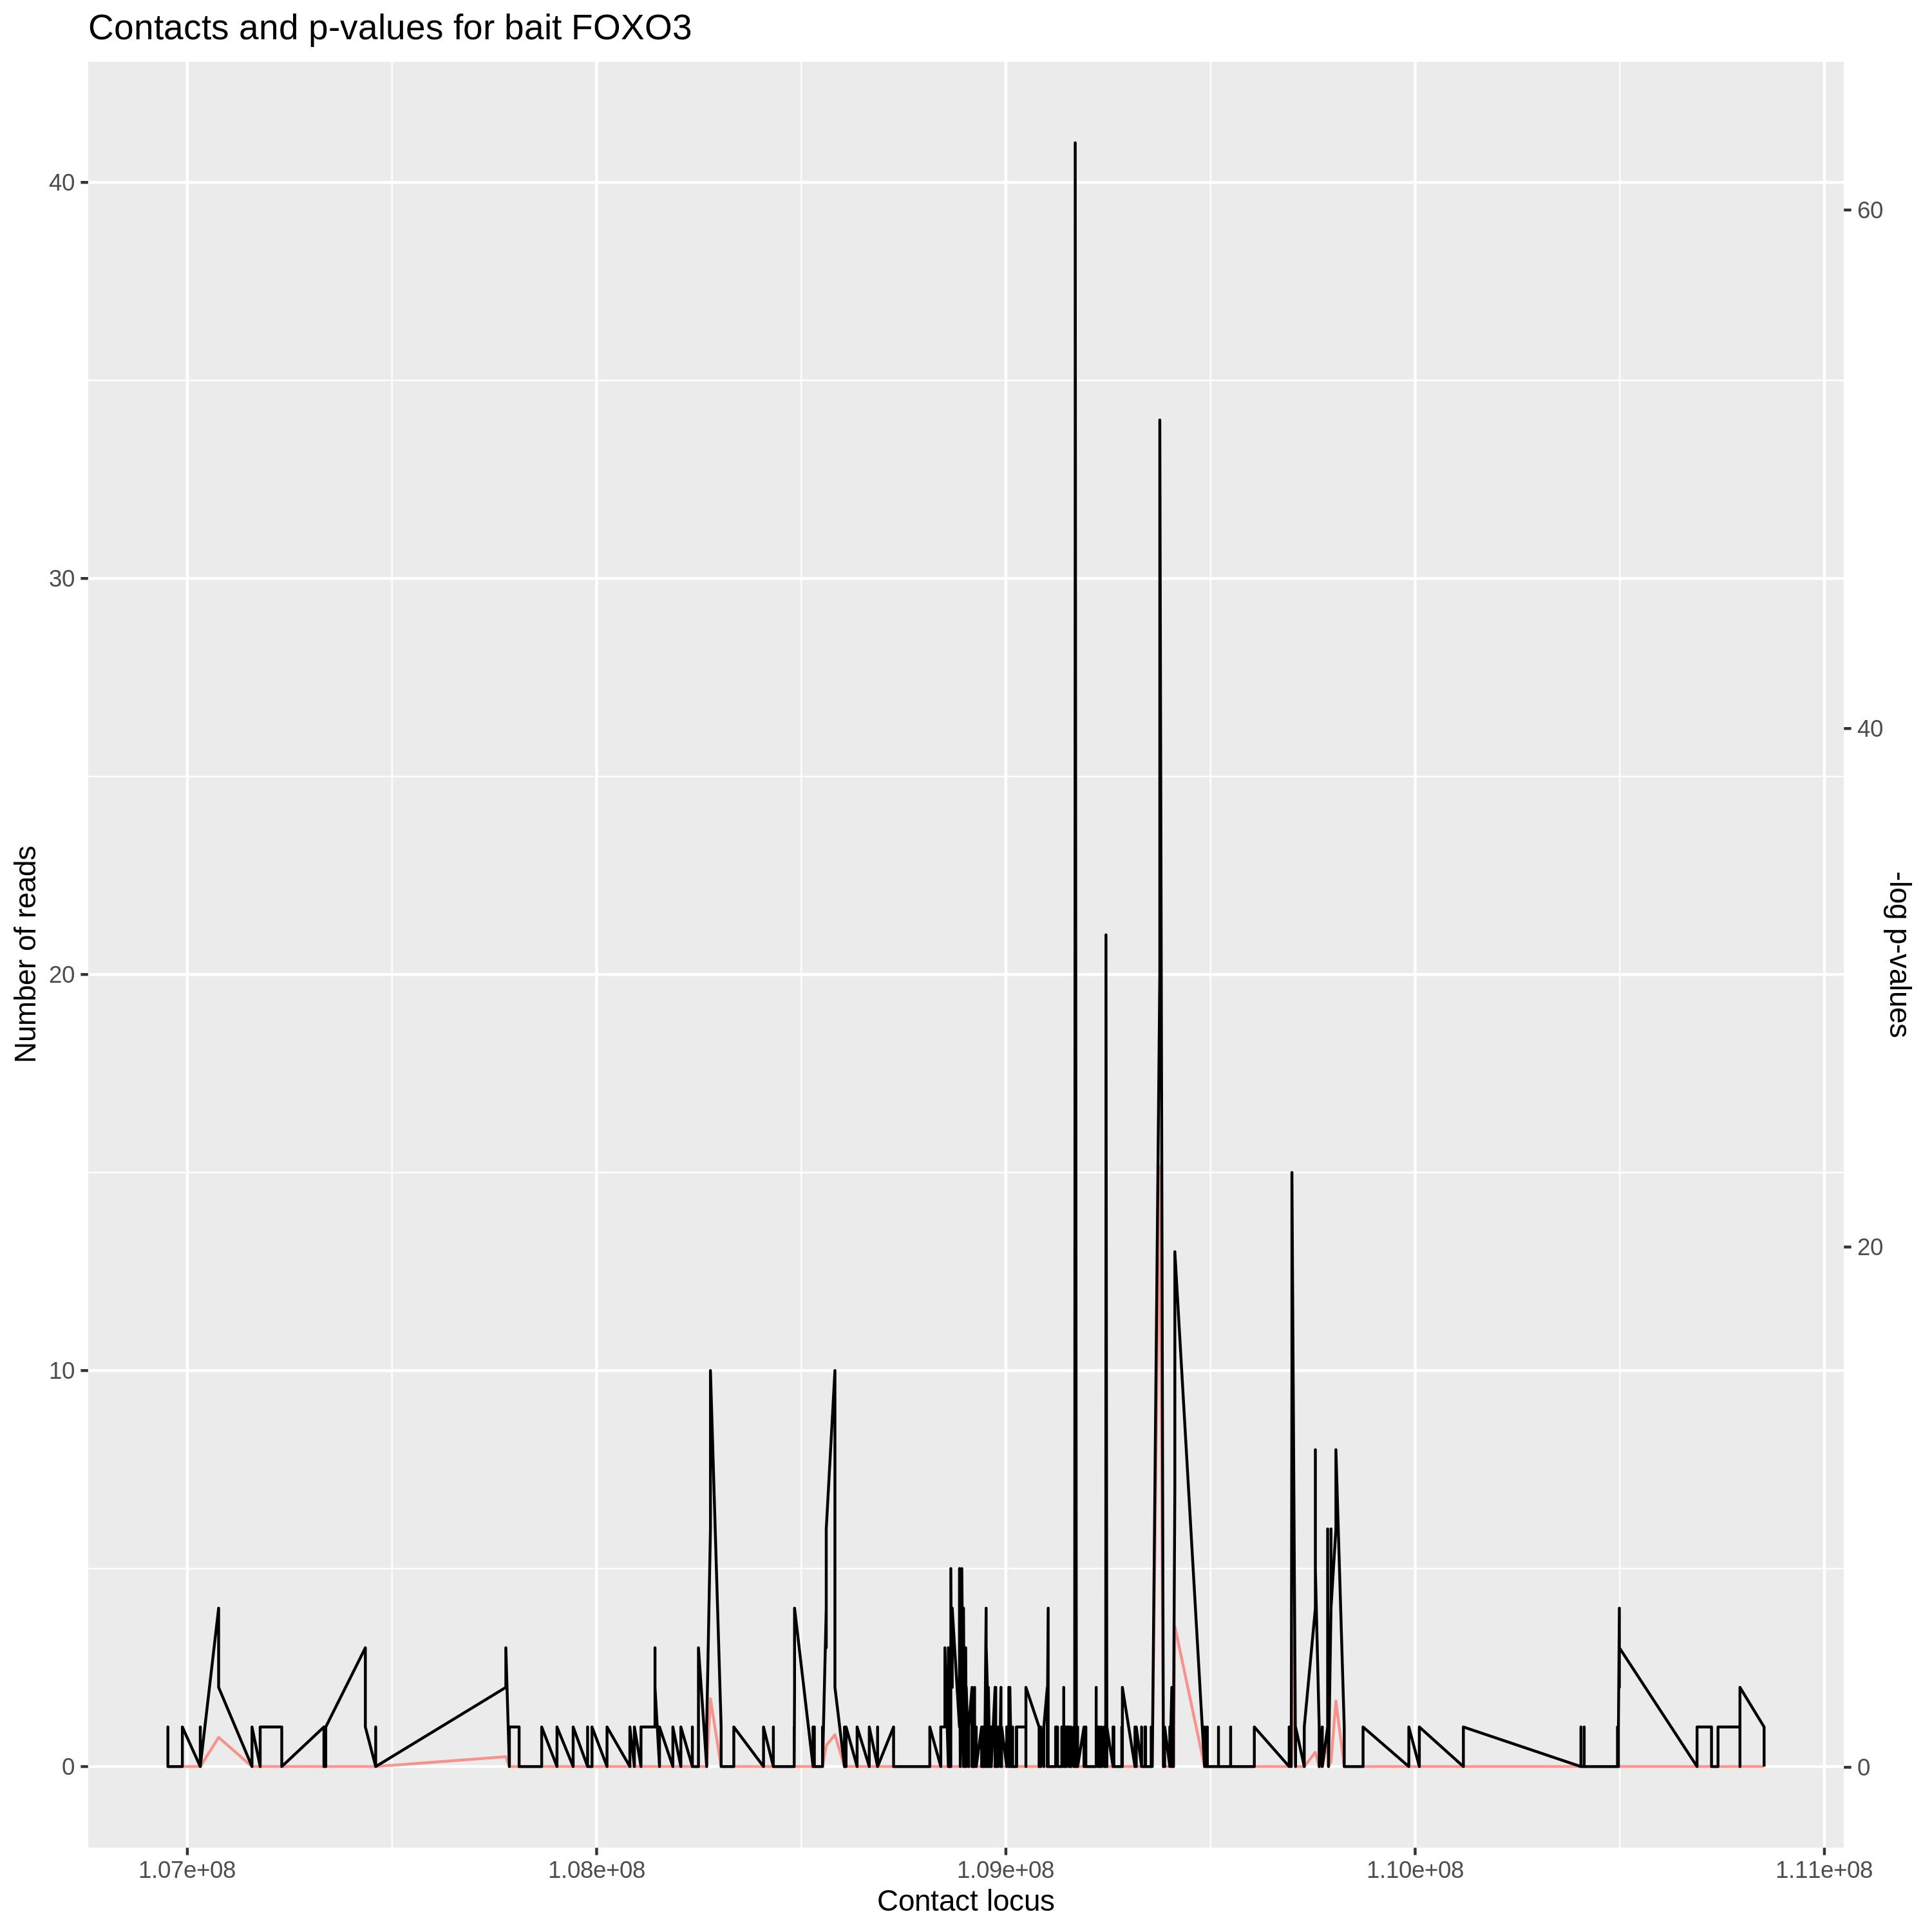 Contacts and p-values for bait FOXO3
40
30
20
10
0
Number of reads
60
40
20
0
-log p-values
1.07e+08 1.08e+08 1.09e+08 1.10e+08 1.11e+08
Contact locus